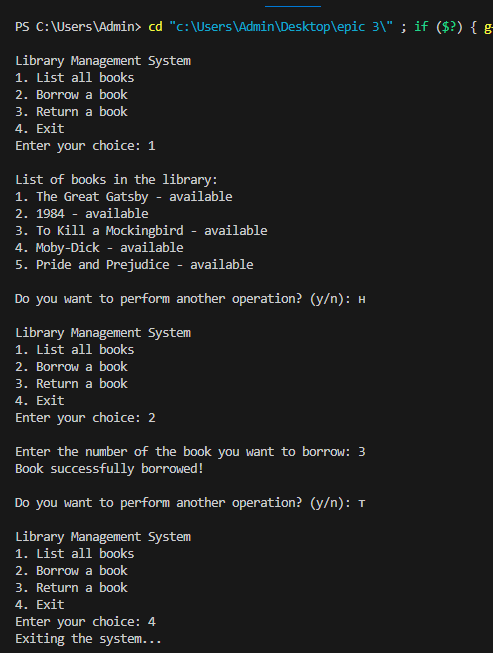 PS C:\Users\Admin> cd "c:\Users\Admin\Desktop\epic 3\" ; if ($?) { g
Library Management System
1. List all books
2. Borrow a book
3. Return a book
4. Exit
Enter your choice: 1
List of books in the library:
1. The Great Gatsby - available
2. 1984 - available
3. To Kill a Mockingbird - available
4. Moby-Dick - available
5. Pride and Prejudice - available
Do you want to perform another operation? (y/n): н
Library Management System
1. List all books
2. Borrow a book
3. Return a book
4. Exit
Enter your choice: 2
Enter the number of the book you want to borrow: 3
Book successfully borrowed!
Do you want to perform another operation? (y/n): т
Library Management System
1. List all books
2. Borrow a book
3. Return a book
4. Exit
Enter your choice: 4
Exiting the system...